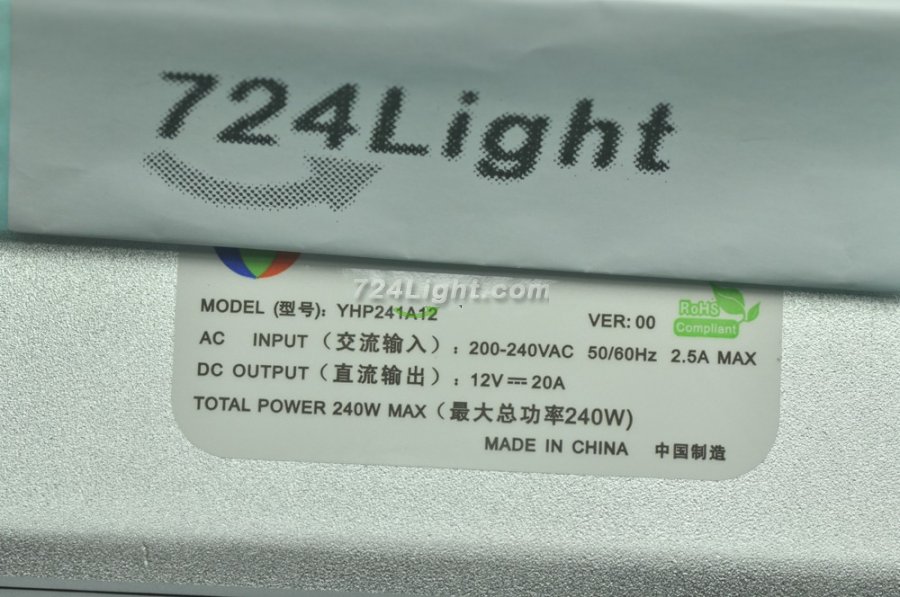 724Light
724Light.com
RoHS
Compliant
MODEL (型号): YHP241A12 VER: 00
AC INPUT (交流输入): 200-240VAC 50/60Hz 2.5A MAX
DC OUTPUT (直流输出): 12V⎓20A
TOTAL POWER 240W MAX (最大总功率240W)
MADE IN CHINA 中国制造